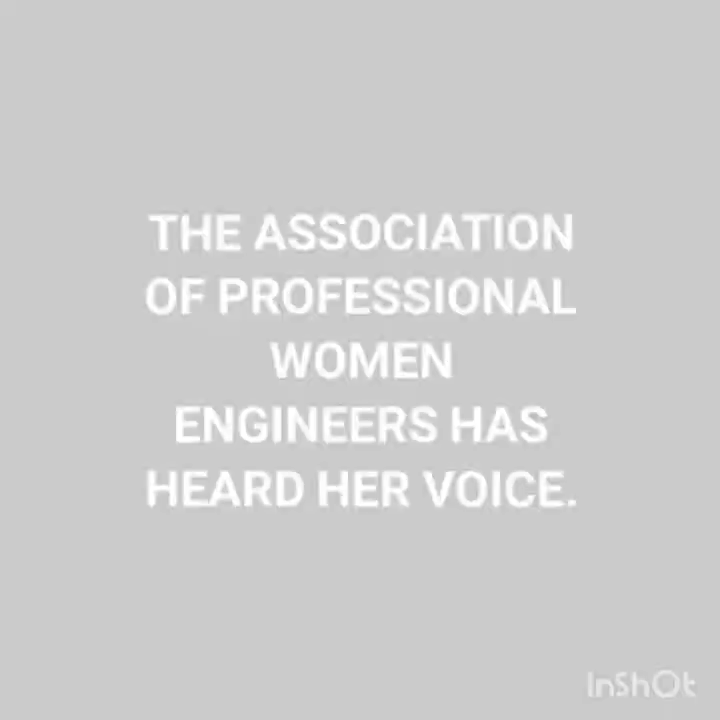 THE ASSOCIATION
OF PROFESSIONAL
WOMEN
ENGINEERS HAS
HEARD HER VOICE.
InShOt